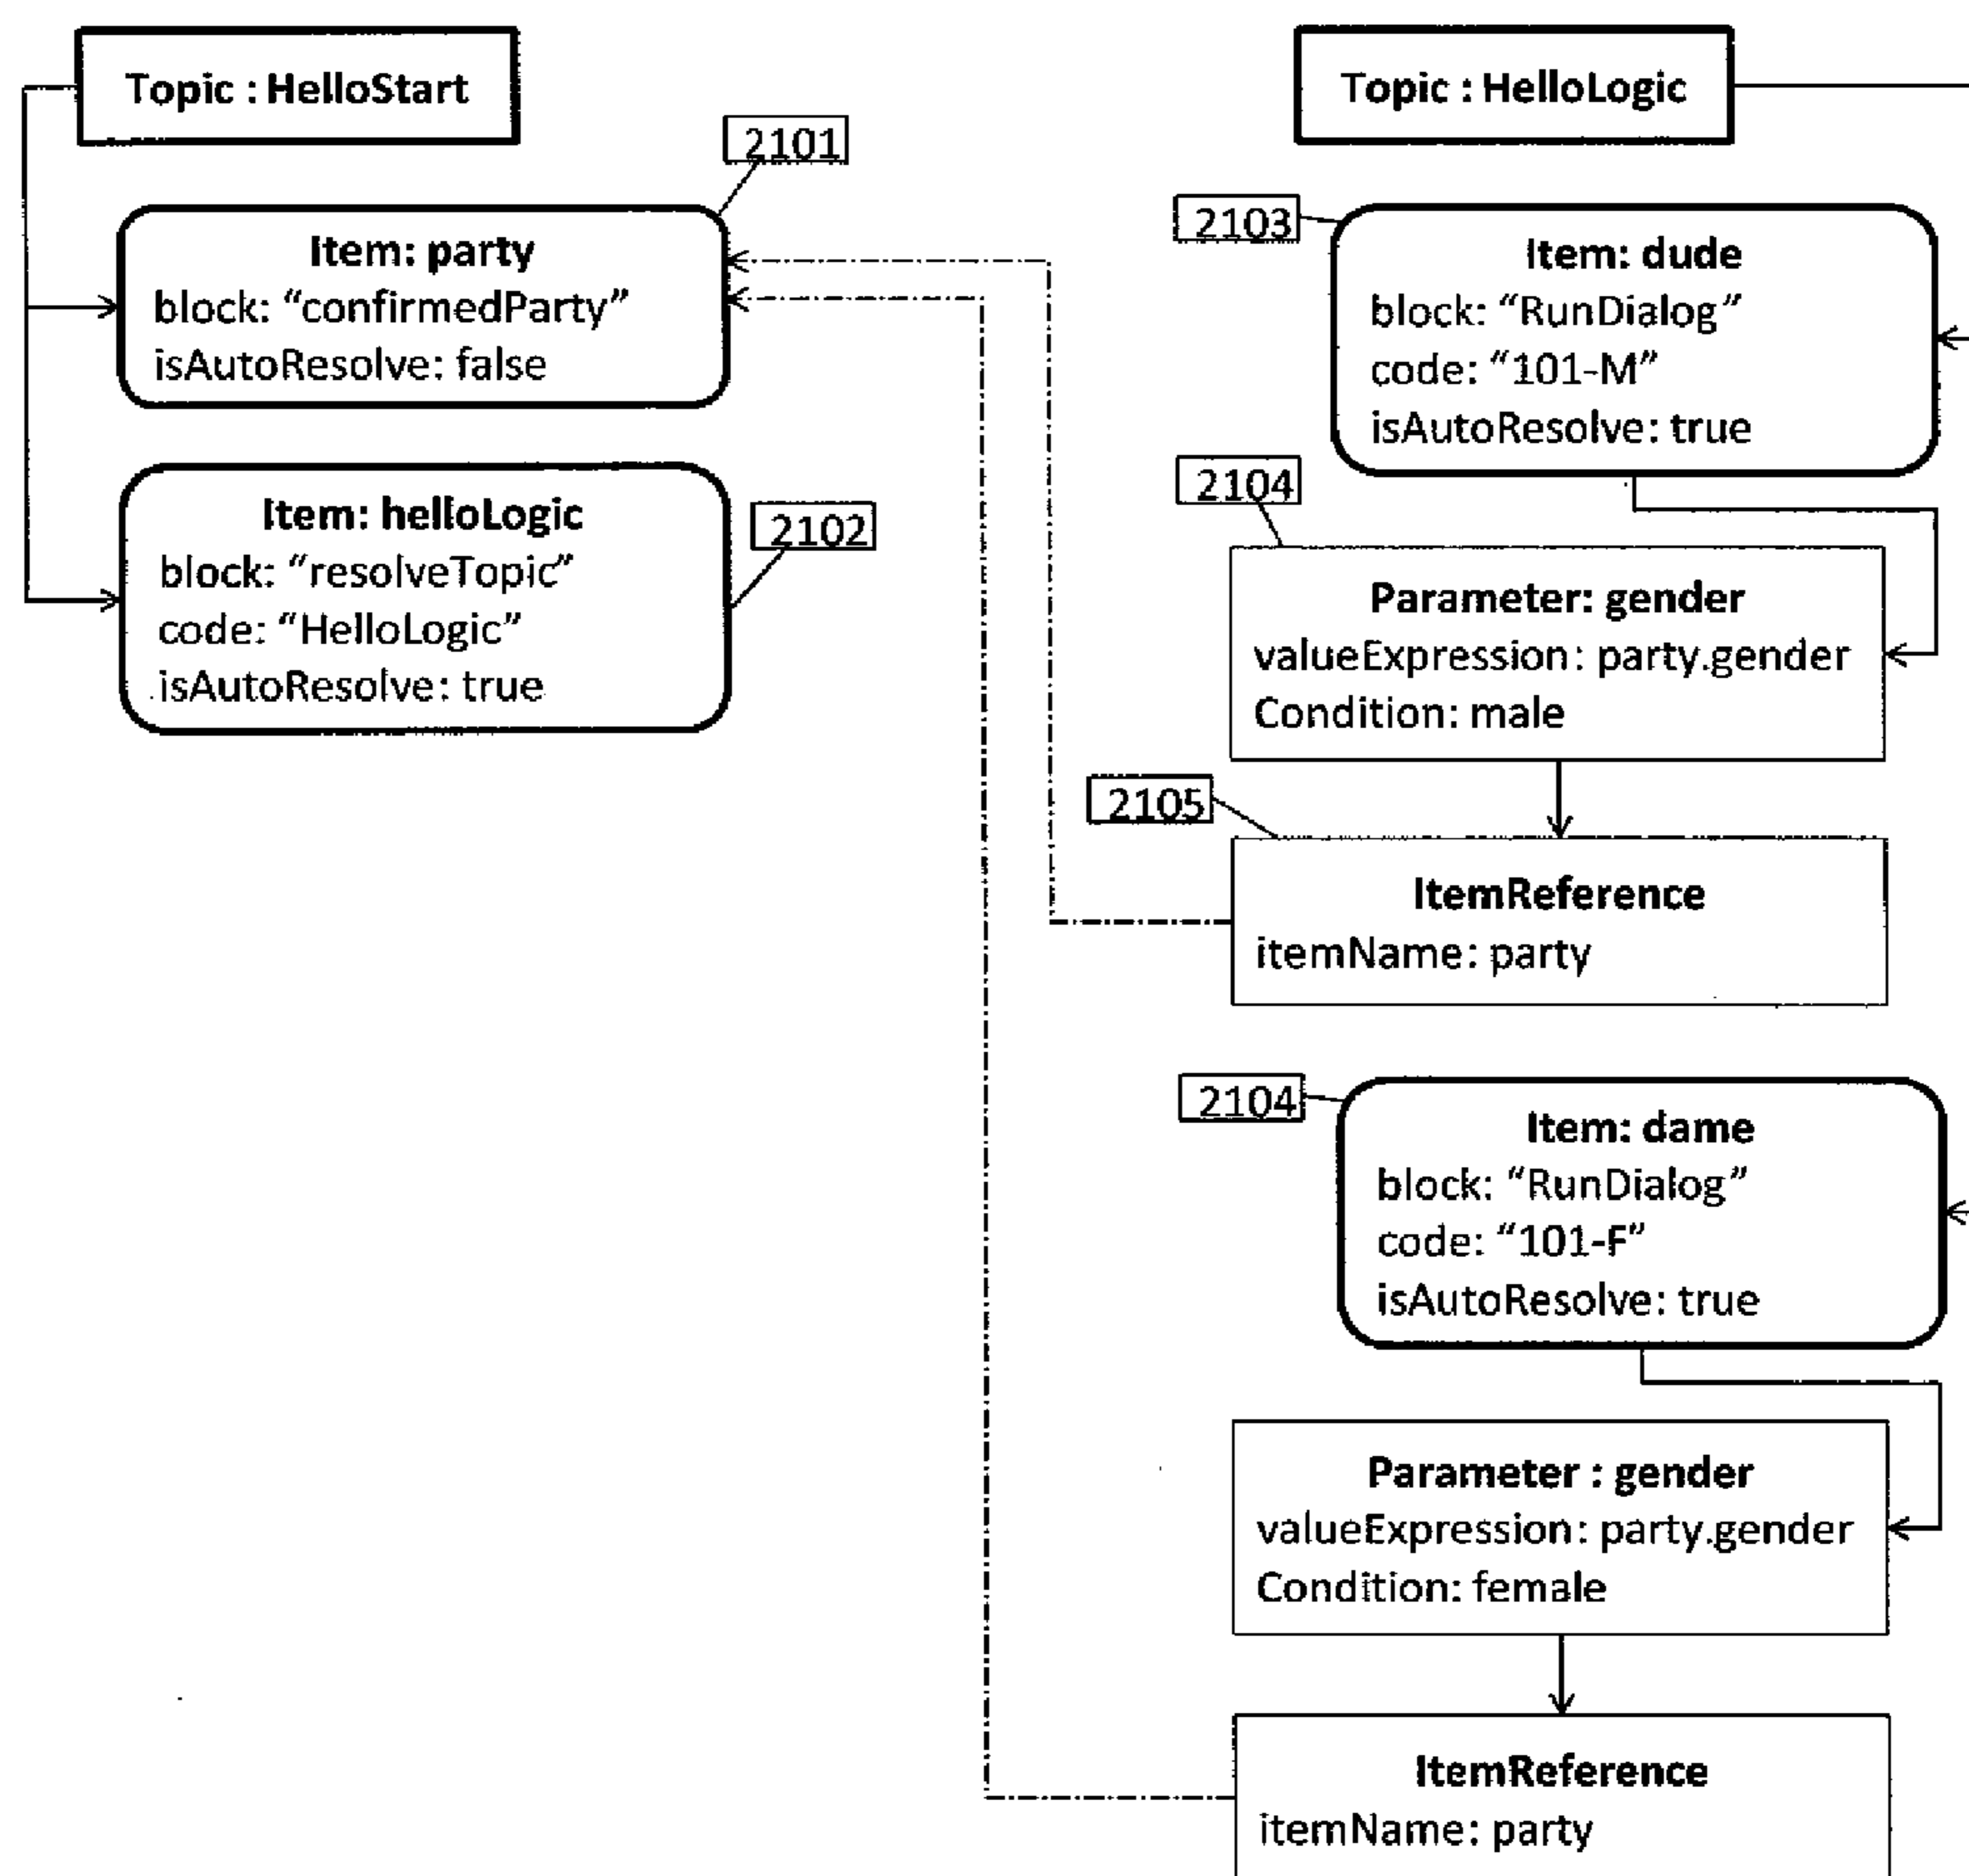 Topic : HelloStart
2101
Item: party
block: “confirmedParty”
isAutoResolve: false
Item: helloLogic
block: “resolveTopic”
code: “HelloLogic”
isAutoResolve: true
2102
Topic : HelloLogic
2103
Item: dude
block: “RunDialog”
code: “101-M”
isAutoResolve: true
2104
Parameter: gender
valueExpression: party.gender
Condition: male
2105
ItemReference
itemName: party
2104
Item: dame
block: “RunDialog”
code: “101-F”
isAutoResolve: true
Parameter : gender
valueExpression: party.gender
Condition: female
ItemReference
itemName: party